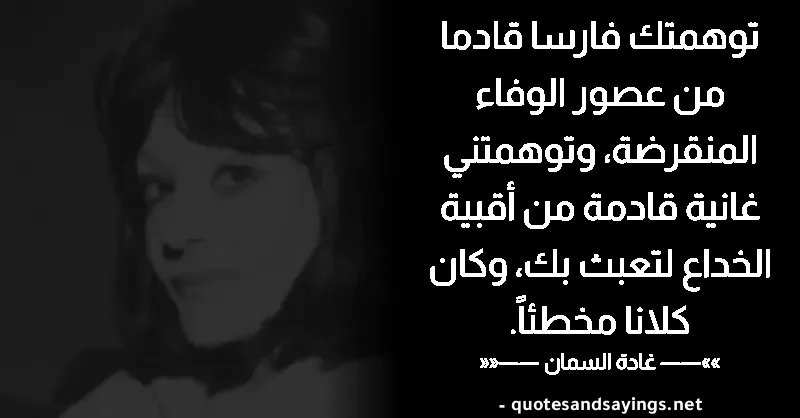 توهمتك فارسا قادما
من عصور الوفاء
المنقرضة، وتوهمتني
غانية قادمة من أقبية
الخداع لتعبث بك، وكان
كلانا مخطئاً.
»»—— غادة السمان ——««
- quotesandsayings.net